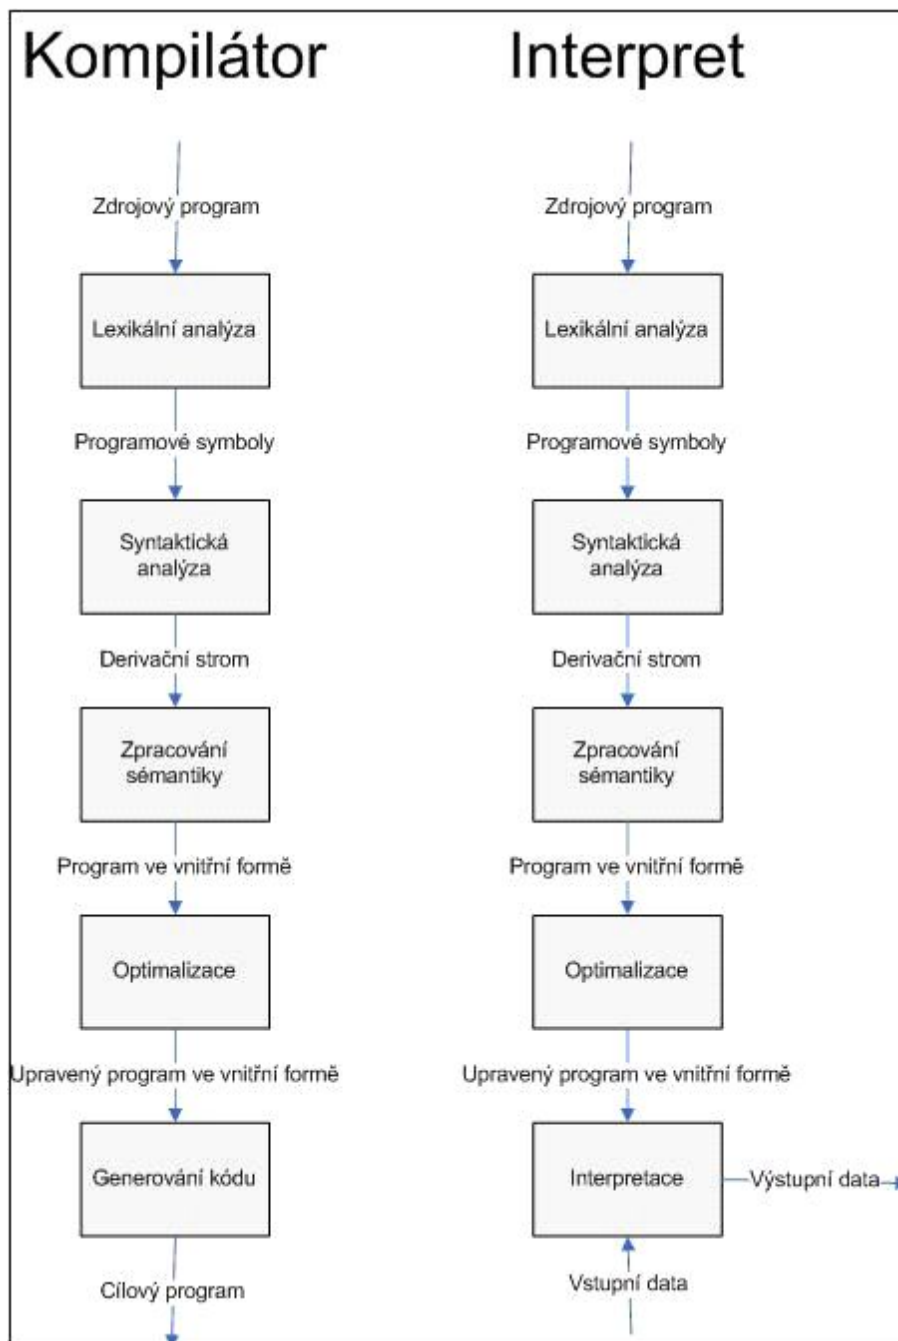 Kompilátor
Zdrojový program
Lexikální analýza
Programové symboly
Syntaktická
analýza
Derivační strom
Zpracování
sémantiky
Program ve vnitřní formě
Optimalizace
Upravený program ve vnitřní formě
Generování kódu
Cílový program
Interpret
Zdrojový program
Lexikální analýza
Programové symboly
Syntaktická
analýza
Derivační strom
Zpracování
sémantiky
Program ve vnitřní formě
Optimalizace
Upravený program ve vnitřní formě
Interpretace
Výstupní data
Vstupní data